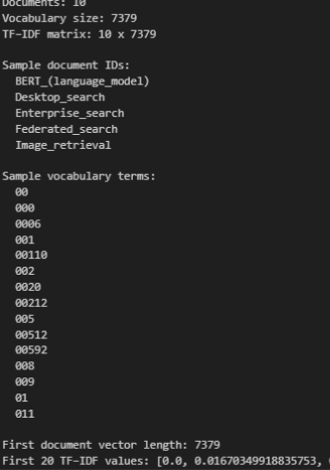 Documents: 10
Vocabulary size: 7379
TF-IDF matrix: 10 x 7379
Sample document IDs:
BERT_(language_model)
Desktop_search
Enterprise_search
Federated_search
Image_retrieval
Sample vocabulary terms:
00
000
0006
001
00110
002
0020
00212
005
00512
00592
008
009
01
011
First document vector length: 7379
First 20 TF-IDF values: [0.0, 0.01670349918835753,